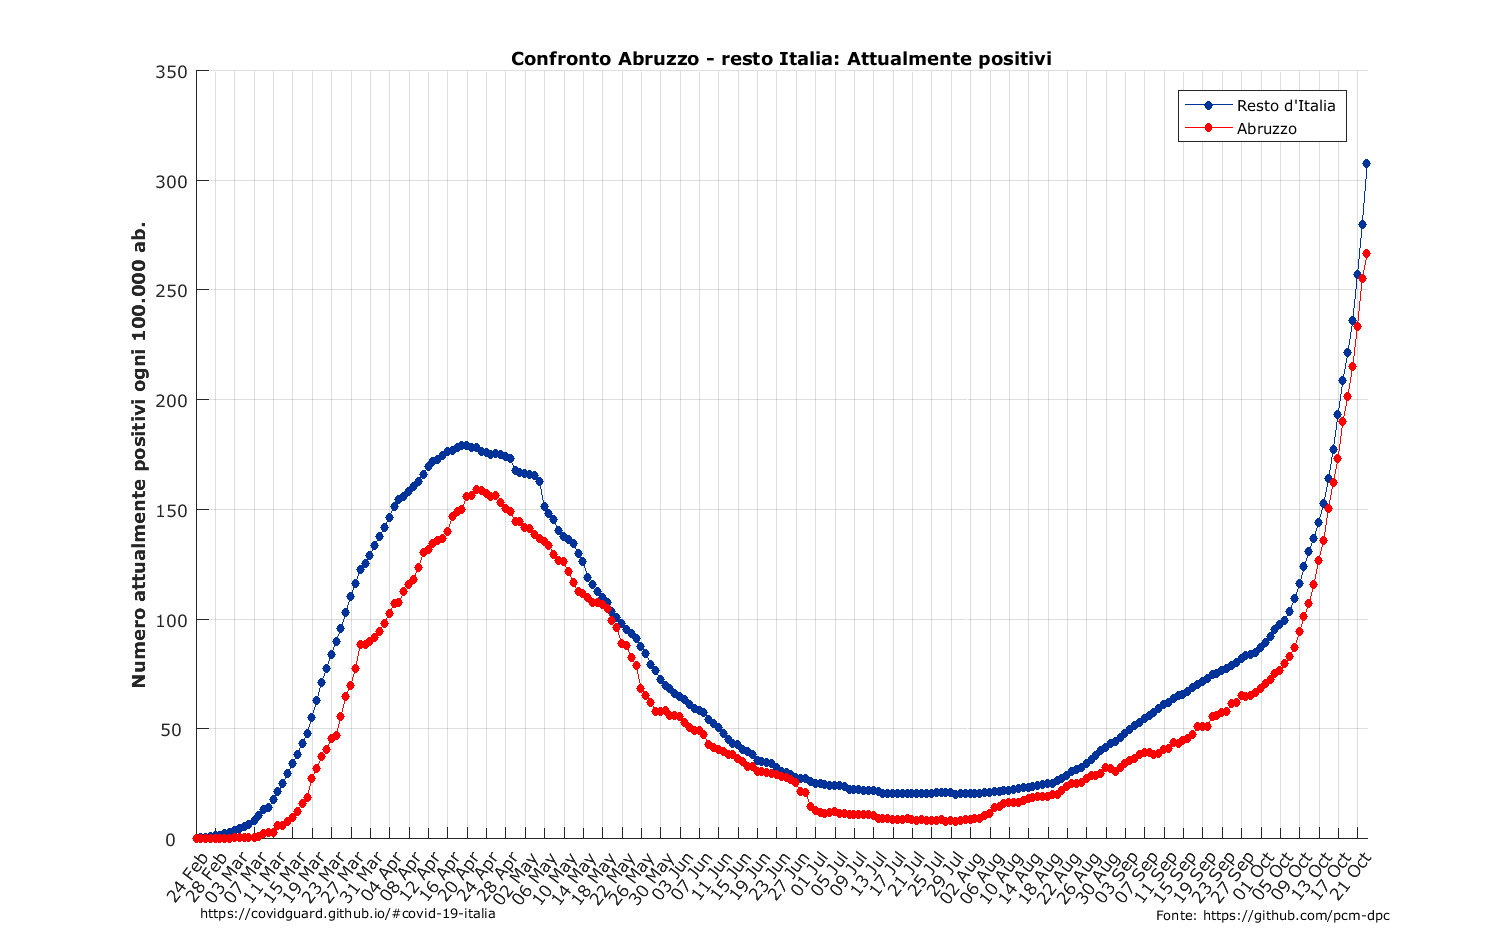 Confronto Abruzzo - resto Italia: Attualmente positivi
Numero attualmente positivi ogni 100.000 ab.
350
300
250
200
150
100
50
0
Resto d'Italia
Abruzzo
24 Feb
28 Feb
03 Mar
07 Mar
11 Mar
15 Mar
19 Mar
23 Mar
27 Mar
31 Mar
04 Apr
08 Apr
12 Apr
16 Apr
20 Apr
24 Apr
28 Apr
02 May
06 May
10 May
14 May
18 May
22 May
26 May
30 May
03 Jun
07 Jun
11 Jun
15 Jun
19 Jun
23 Jun
27 Jun
01 Jul
05 Jul
09 Jul
13 Jul
17 Jul
21 Jul
25 Jul
29 Jul
02 Aug
06 Aug
10 Aug
14 Aug
18 Aug
22 Aug
26 Aug
30 Aug
03 Sep
07 Sep
11 Sep
15 Sep
19 Sep
23 Sep
27 Sep
01 Oct
05 Oct
09 Oct
13 Oct
17 Oct
21 Oct
https://covidguard.github.io/#covid-19-italia
Fonte: https://github.com/pcm-dpc